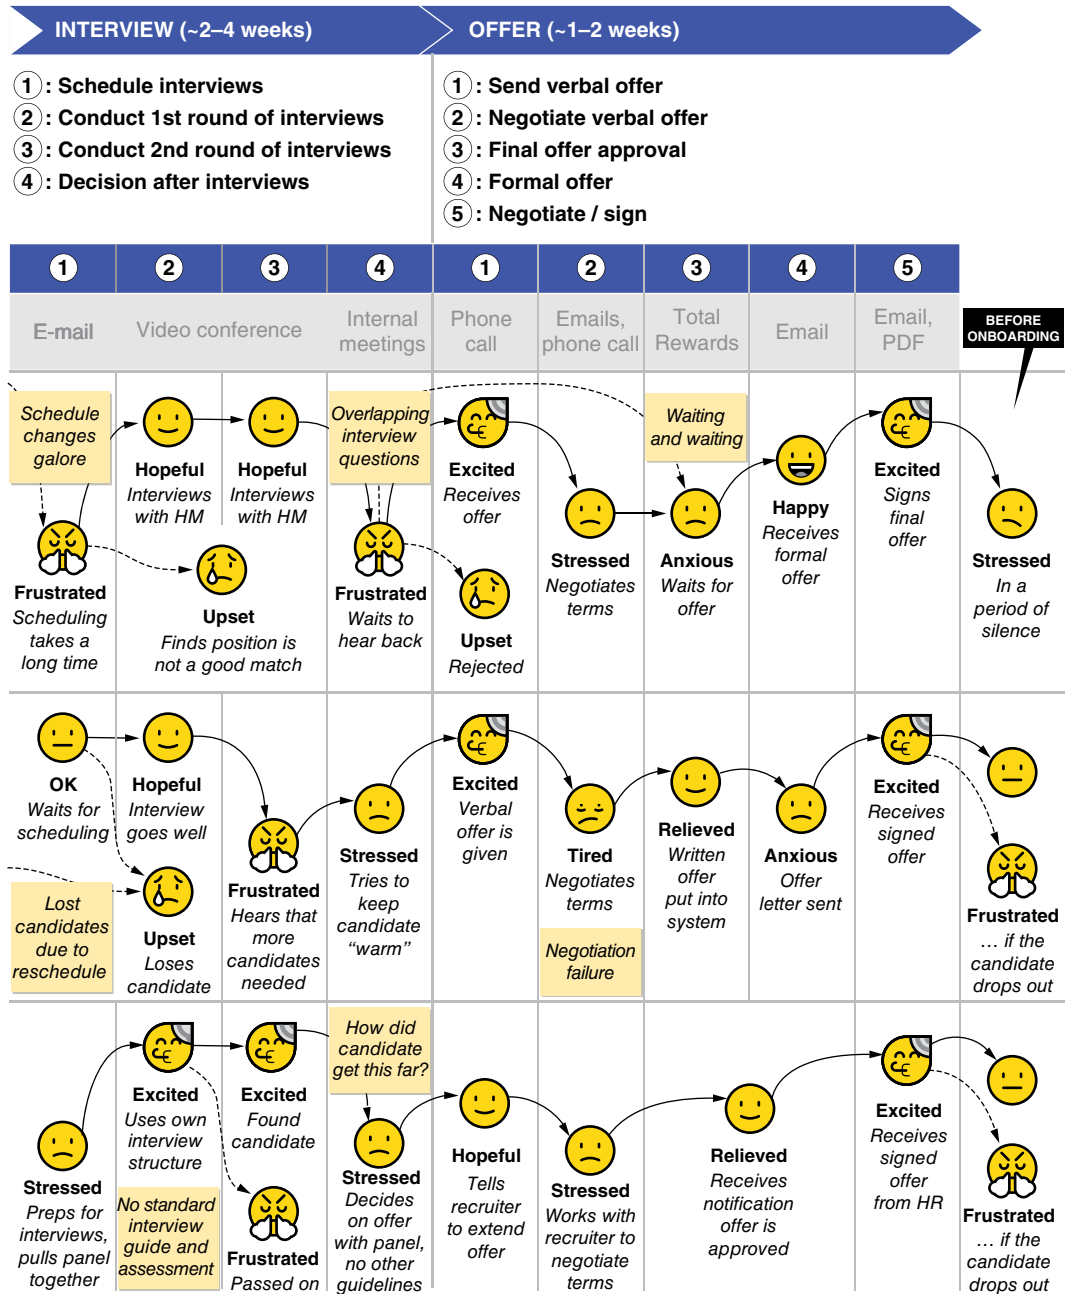 INTERVIEW (~2–4 weeks)
OFFER (~1–2 weeks)
1 : Schedule interviews
2 : Conduct 1st round of interviews
3 : Conduct 2nd round of interviews
4 : Decision after interviews
1 : Send verbal offer
2 : Negotiate verbal offer
3 : Final offer approval
4 : Formal offer
5 : Negotiate / sign
1 2 3 4 1 2 3 4 5
E-mail
Video conference
Internal
meetings
Phone
call
Emails,
phone call
Total
Rewards
Email
Email,
PDF
BEFORE
ONBOARDING
Schedule
changes
galore
Frustrated
Scheduling
takes a
long time
Hopeful
Interviews
with HM
Hopeful
Interviews
with HM
Upset
Finds position is
not a good match
Overlapping
interview
questions
Frustrated
Waits to
hear back
Excited
Receives
offer
Upset
Rejected
Stressed
Negotiates
terms
Waiting
and waiting
Anxious
Waits for
offer
Happy
Receives
formal
offer
Excited
Signs
final
offer
Stressed
In a
period of
silence
OK
Waits for
scheduling
Lost
candidates
due to
reschedule
Hopeful
Interview
goes well
Upset
Loses
candidate
Frustrated
Hears that
more
candidates
needed
Stressed
Tries to
keep
candidate
“warm”
Excited
Verbal
offer is
given
Tired
Negotiates
terms
Negotiation
failure
Relieved
Written
offer
put into
system
Anxious
Offer
letter sent
Excited
Receives
signed
offer
Frustrated
… if the
candidate
drops out
Stressed
Preps for
interviews,
pulls panel
together
Excited
Uses own
interview
structure
No standard
interview
guide and
assessment
Excited
Found
candidate
Frustrated
Passed on
How did
candidate
get this far?
Stressed
Decides
on offer
with panel,
no other
guidelines
Hopeful
Tells
recruiter
to extend
offer
Stressed
Works with
recruiter to
negotiate
terms
Relieved
Receives
notification
offer is
approved
Excited
Receives
signed
offer
from HR
Frustrated
… if the
candidate
drops out